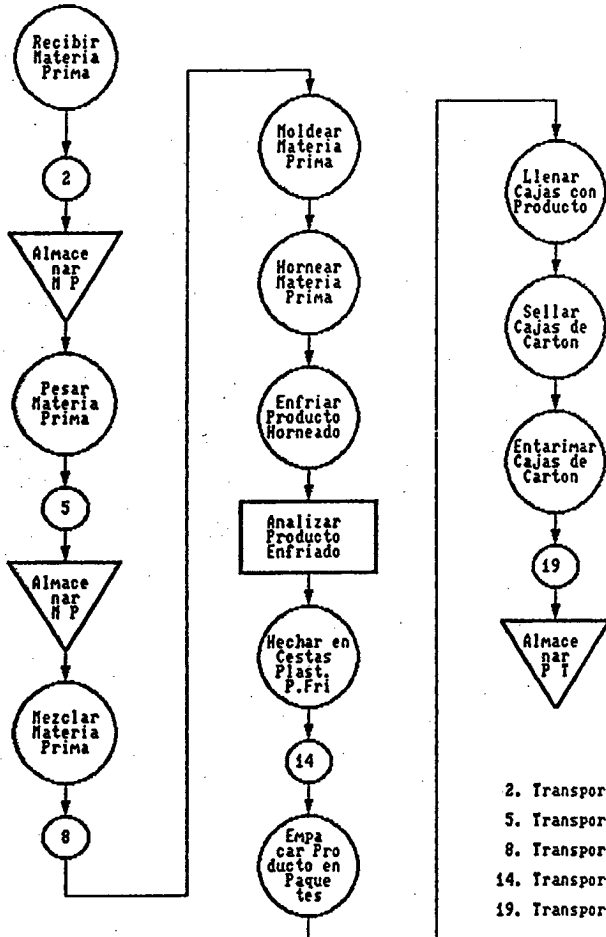 Recibir
Materia
Prima
2
Almace
nar
M P
Pesar
Materia
Prima
5
Almace
nar
M P
Mezclar
Materia
Prima
8
Moldear
Materia
Prima
Hornear
Materia
Prima
Enfriar
Producto
Horneado
Analizar
Producto
Enfriado
Hechar en
Cestas
Plast.
P.Fri
14
Empa
car Pro
ducto en
Paque
tes
Llenar
Cajas con
Producto
Sellar
Cajas de
Carton
Entarimar
Cajas de
Carton
19
Almace
nar
P T
2. Transpor
5. Transpor
8. Transpor
14. Transpor
19. Transpor